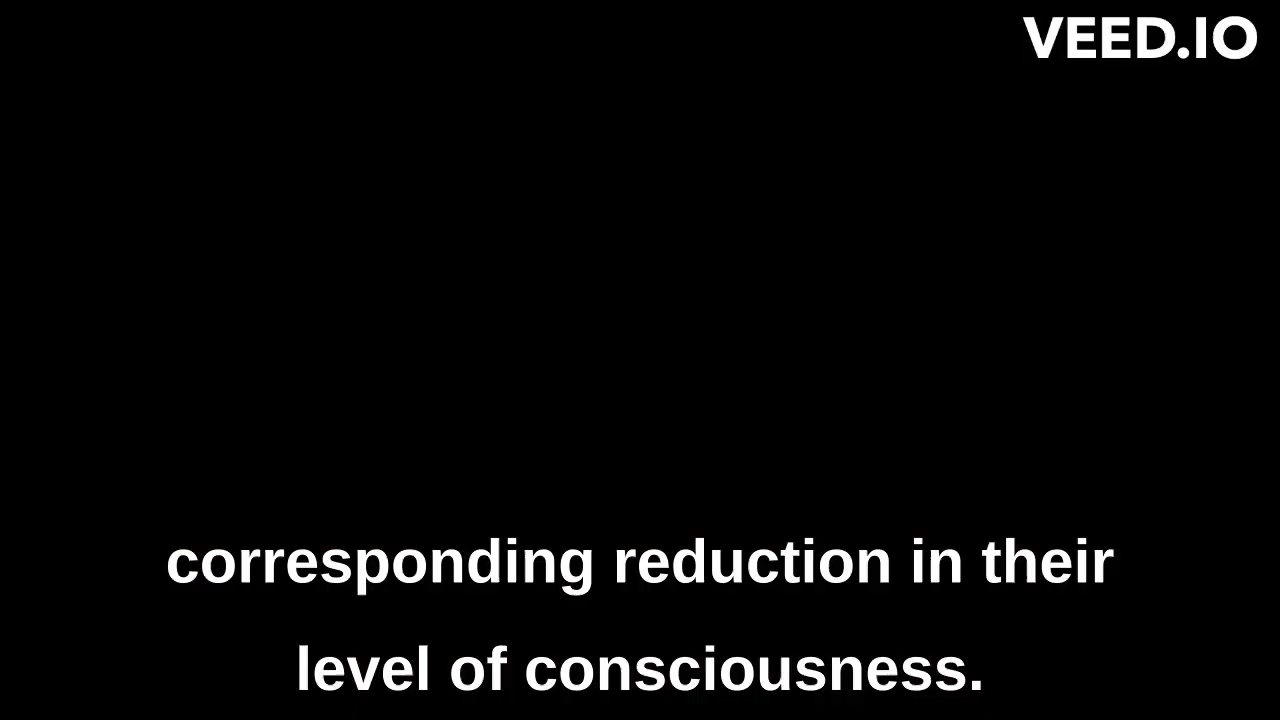 VEED.IO
corresponding reduction in their
level of consciousness.